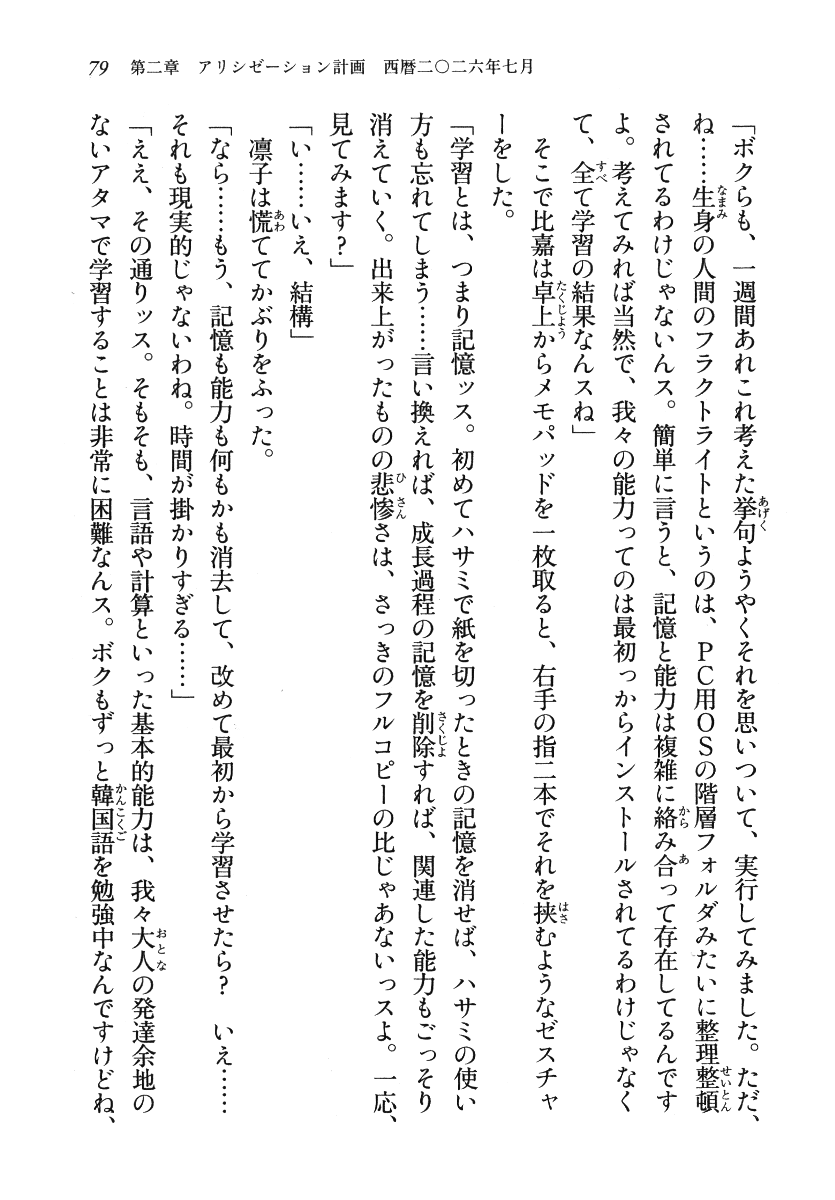 79　第二章　アリシゼーション計画　西暦二〇二六年七月
「ボクらも、一週間あれこれ考えた挙句ようやくそれを思いついて、実行してみました。ただ、
ね……生身の人間のフラクトライトというのは、ＰＣ用ＯＳの階層フォルダみたいに整理整頓
されてるわけじゃないんス。簡単に言うと、記憶と能力は複雑に絡み合って存在してるんです
よ。考えてみれば当然で、我々の能力ってのは最初っからインストールされてるわけじゃなく
て、全て学習の結果なんスね」
　そこで比嘉は卓上からメモパッドを一枚取ると、右手の指二本でそれを挟むようなゼスチャ
ーをした。
「学習とは、つまり記憶ッス。初めてハサミで紙を切ったときの記憶を消せば、ハサミの使い
方も忘れてしまう……言い換えれば、成長過程の記憶を削除すれば、関連した能力もごっそり
消えていく。出来上がったものの悲惨さは、さっきのフルコピーの比じゃあないっスよ。一応、
見てみます？」
「い……いえ、結構」
　凛子は慌ててかぶりをふった。
「なら……もう、記憶も能力も何もかも消去して、改めて最初から学習させたら？　いえ……
それも現実的じゃないわね。時間が掛かりすぎる……」
「ええ、その通りッス。そもそも、言語や計算といった基本的能力は、我々大人の発達余地の
ないアタマで学習することは非常に困難なんス。ボクもずっと韓国語を勉強中なんですけどね、